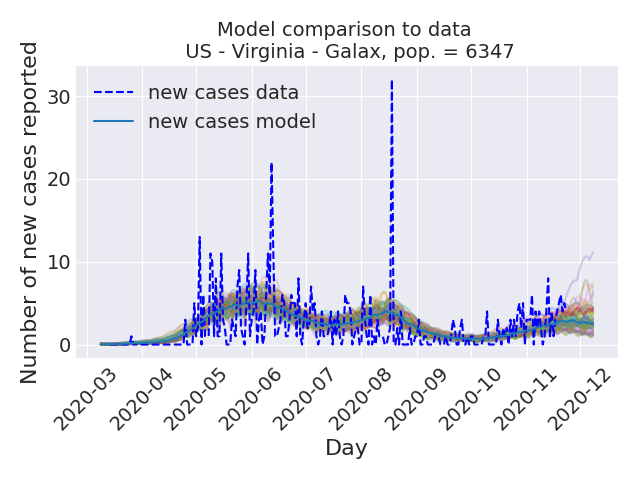 Model comparison to data
US - Virginia - Galax, pop. = 6347
Number of new cases reported
30
20
10
0
new cases data
new cases model
2020-03
2020-04
2020-05
2020-06
2020-07
2020-08
2020-09
2020-10
2020-11
2020-12
Day